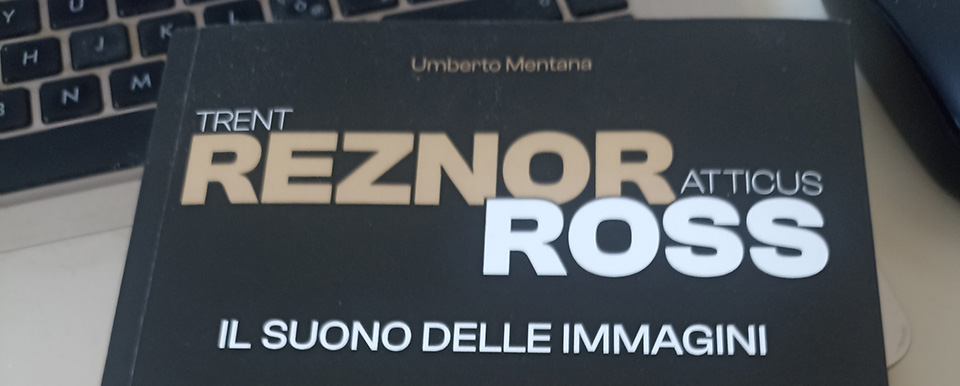 Y U L
H J K
B N M
Umberto Mentana
TRENT
REZNOR
ATTICUS
ROSS
IL SUONO DELLE IMMAGINI